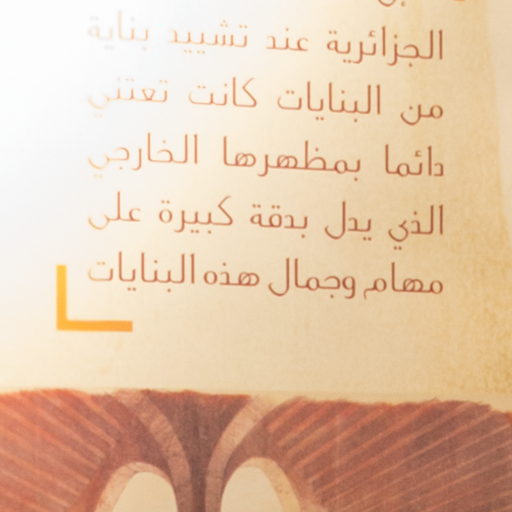 الجزائرية عند تشييد بناية
من البنايات كانت تعتني
دائما بمظهرها الخارجي
الذي يدل بدقة كبيرة على
مهام وجمال هذه البنايات